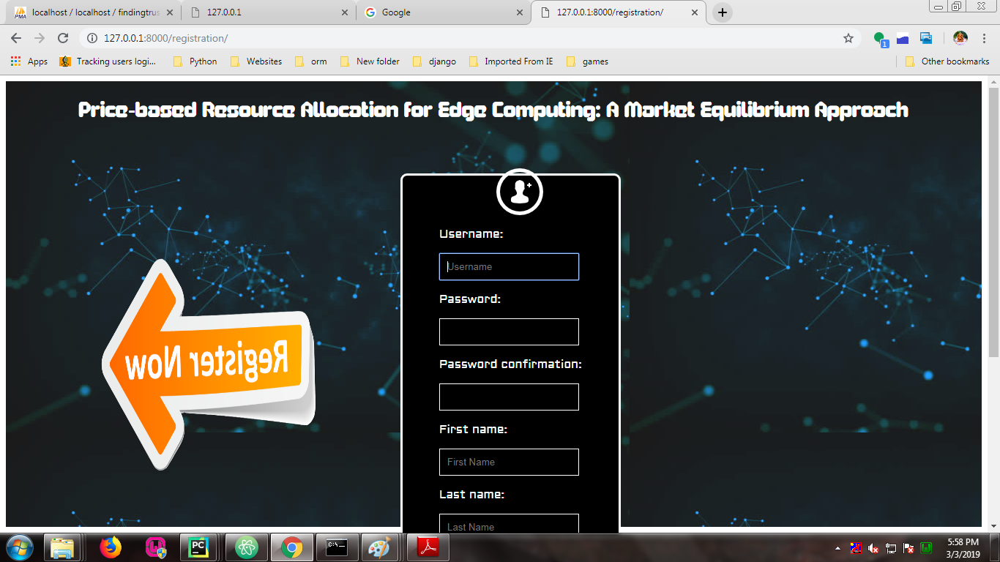 localhost / localhost / findingtrus
127.0.0.1
Google
127.0.0.1:8000/registration/
127.0.0.1:8000/registration/
1
Apps
Tracking users logi...
Python
Websites
orm
New folder
django
Imported From IE
games
Other bookmarks
Price-based Resource Allocation for Edge Computing: A Market Equilibrium Approach
Username:
Username
Password:
Password confirmation:
Register Now
First name:
First Name
Last name:
Last Name
PC
C:\_
5:58 PM
3/3/2019